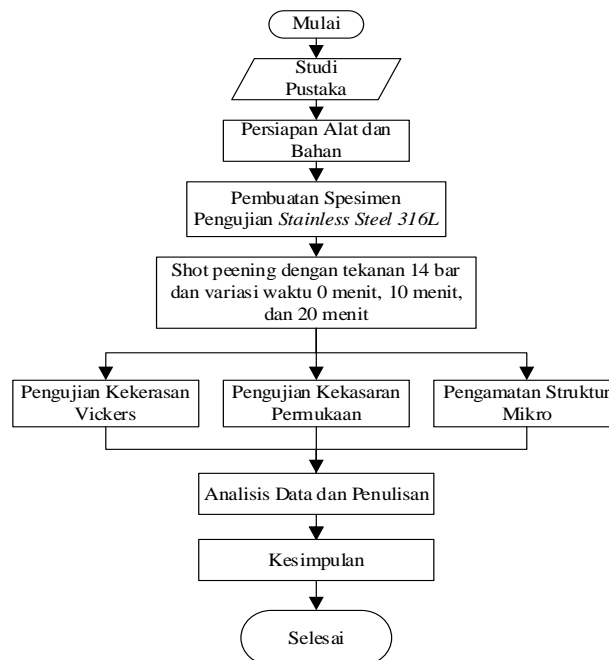 Mulai
Studi
Pustaka
Persiapan Alat dan
Bahan
Pembuatan Spesimen
Pengujian Stainless Steel 316L
Shot peening dengan tekanan 14 bar
dan variasi waktu 0 menit, 10 menit,
dan 20 menit
Pengujian Kekerasan
Vickers
Pengujian Kekasaran
Permukaan
Pengamatan Struktur
Mikro
Analisis Data dan Penulisan
Kesimpulan
Selesai